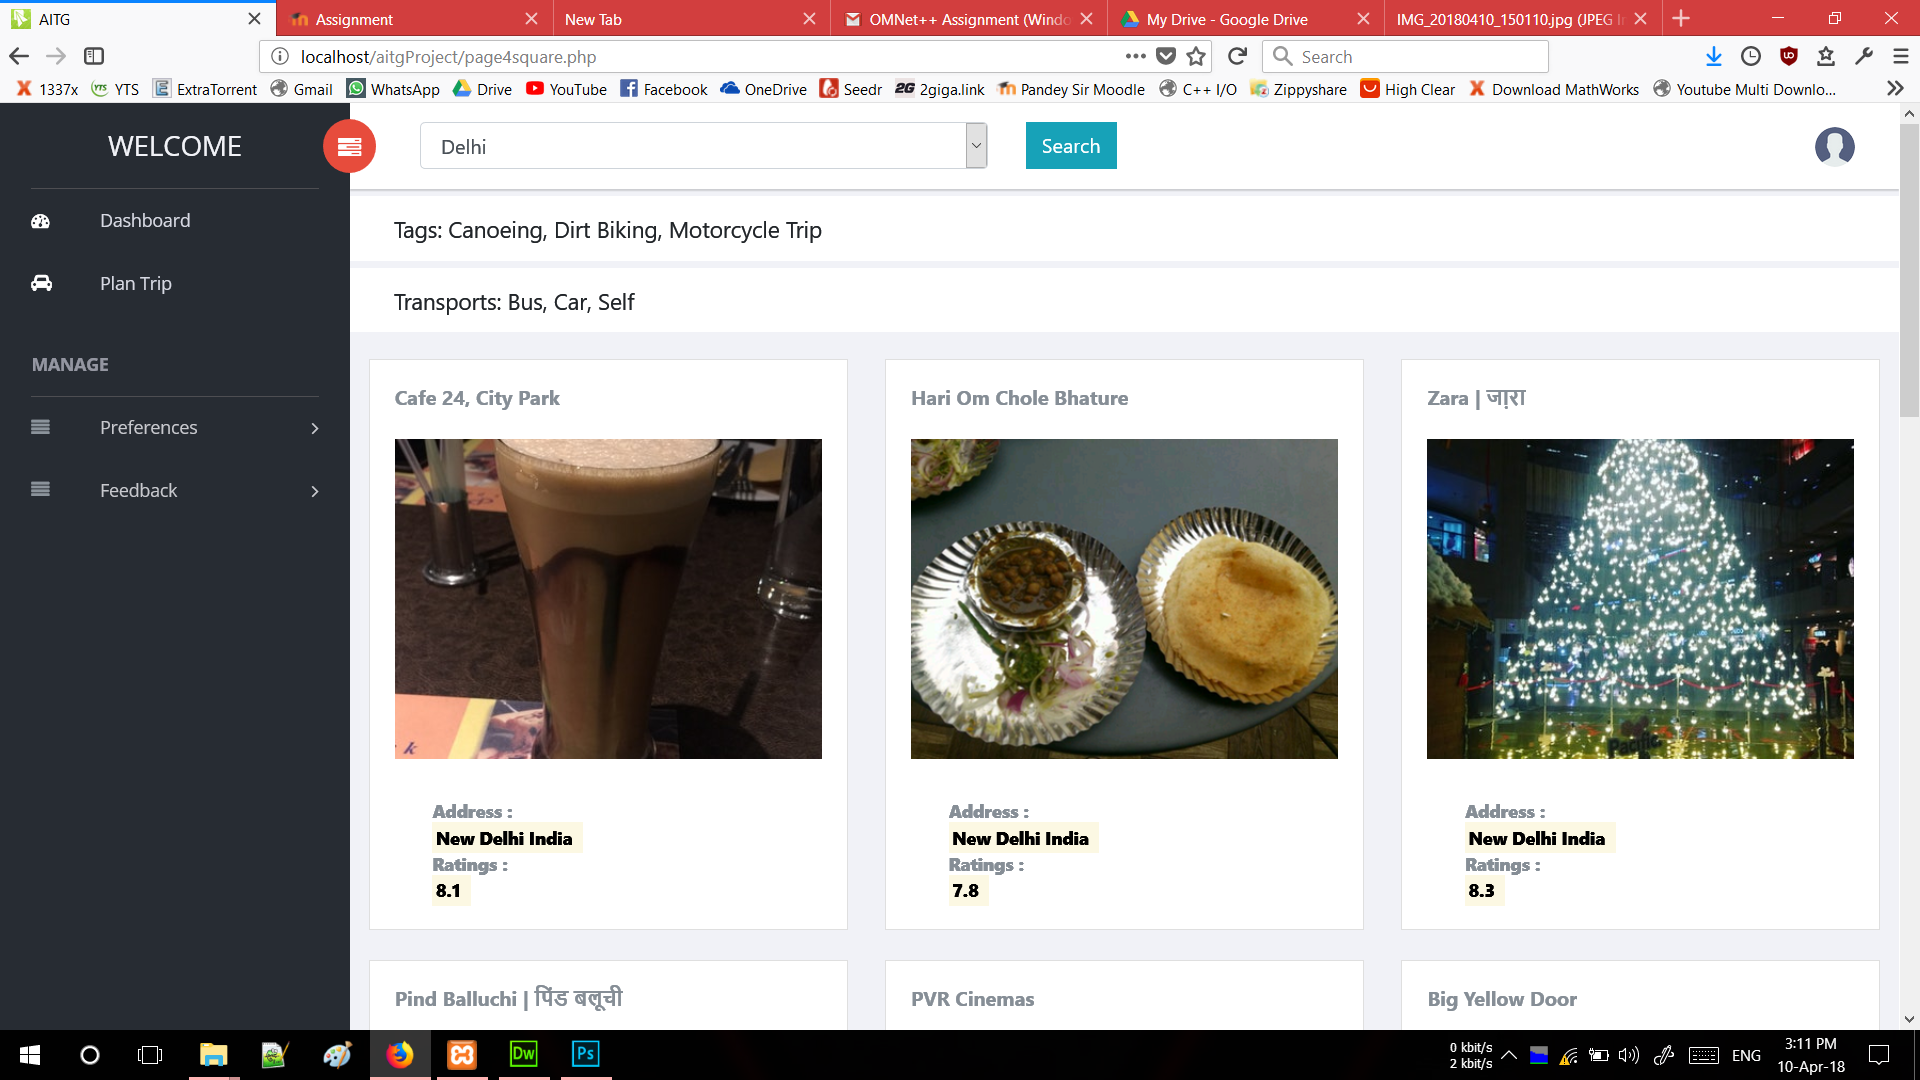 AITG
Assignment
New Tab
OMNet++ Assignment (Windo
My Drive - Google Drive
IMG_20180410_150110.jpg (JPEG I
localhost/aitgProject/page4square.php
Search
1337x
YTS
ExtraTorrent
Gmail
WhatsApp
Drive
YouTube
Facebook
OneDrive
Seedr
2G 2giga.link
Pandey Sir Moodle
C++ I/O
Zippyshare
High Clear
Download MathWorks
Youtube Multi Downlo...
WELCOME
Delhi
Search
Dashboard
Plan Trip
MANAGE
Preferences
Feedback
Tags: Canoeing, Dirt Biking, Motorcycle Trip
Transports: Bus, Car, Self
Cafe 24, City Park
Address :
New Delhi India
Ratings :
8.1
Hari Om Chole Bhature
Address :
New Delhi India
Ratings :
7.8
Zara | ज़ारा
Pacific
Address :
New Delhi India
Ratings :
8.3
Pind Balluchi | पिंड बलूची
PVR Cinemas
Big Yellow Door
Dw
Ps
0 kbit/s
2 kbit/s
ENG
3:11 PM
10-Apr-18